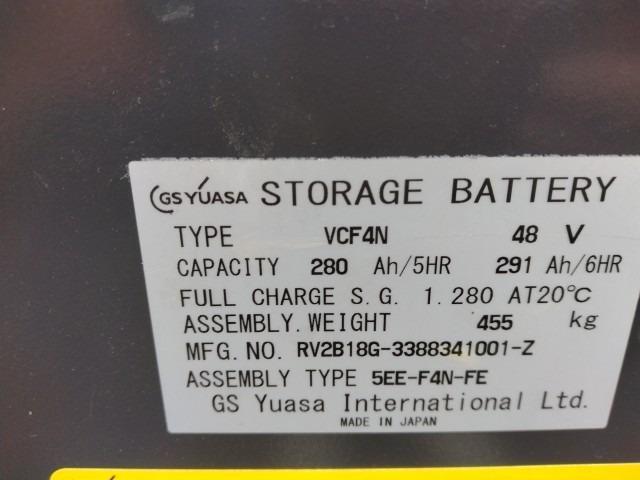 GS YUASA STORAGE BATTERY
TYPE VCF4N 48 V
CAPACITY 280 Ah/5HR 291 Ah/6HR
FULL CHARGE S.G. 1.280 AT20℃
ASSEMBLY.WEIGHT 455 kg
MFG.NO. RV2B18G-3388341001-Z
ASSEMBLY TYPE 5EE-F4N-FE
GS Yuasa International Ltd.
MADE IN JAPAN